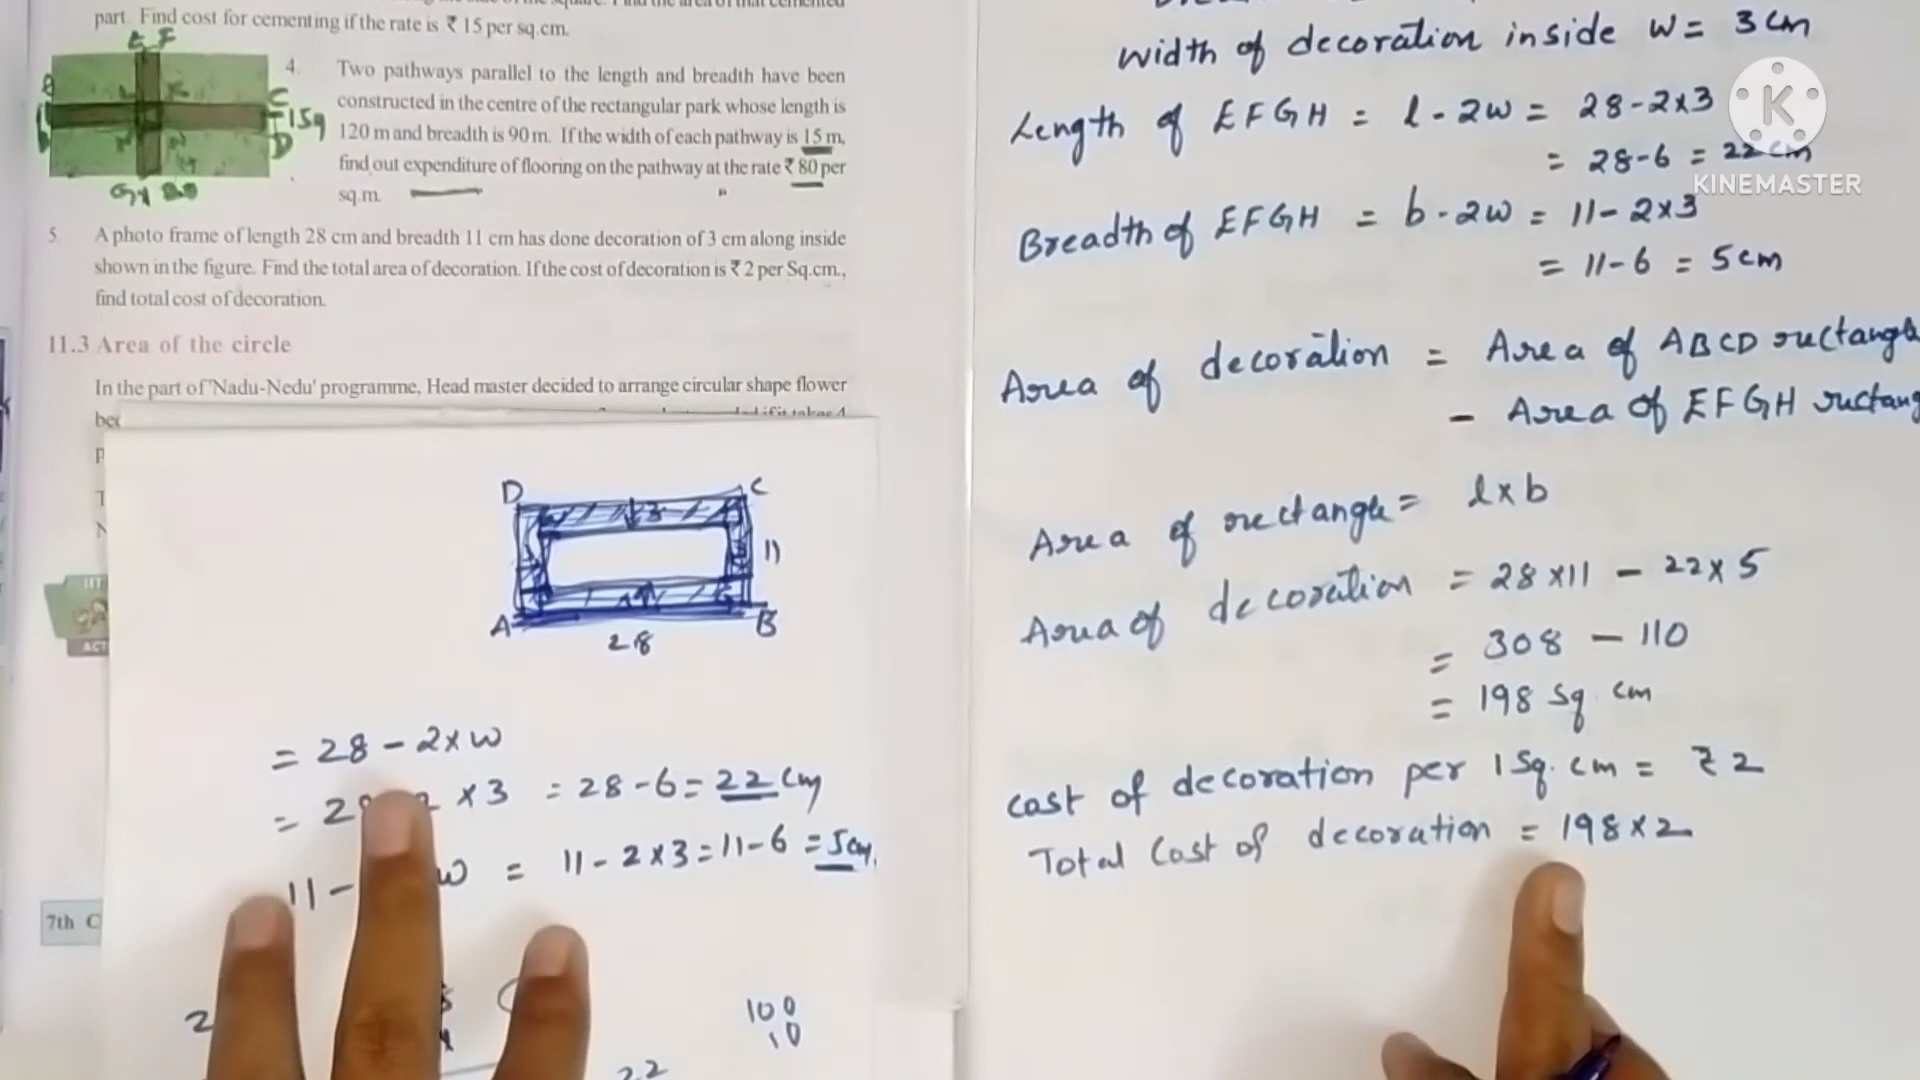 part. Find cost for cementing if the rate is ₹ 15 per sq.cm.
E F
C
15g
D
4. Two pathways parallel to the length and breadth have been
constructed in the centre of the rectangular park whose length is
120 m and breadth is 90 m. If the width of each pathway is 15 m,
find out expenditure of flooring on the pathway at the rate ₹ 80 per
sq.m.
5. A photo frame of length 28 cm and breadth 11 cm has done decoration of 3 cm along inside
shown in the figure. Find the total area of decoration. If the cost of decoration is ₹ 2 per Sq.cm.,
find total cost of decoration.
11.3 Area of the circle
In the part of 'Nadu-Nedu' programme, Head master decided to arrange circular shape flower
D C
3
11
A B
28
= 28 - 2 × w
× 3 = 28 - 6 = 22 cm
11 - w = 11 - 2 × 3 = 11 - 6 = 5 cm.
2
100
10
22
7th C
ACT
width of decoration inside w = 3 cm
Length of EFGH = l - 2w = 28 - 2×3
= 28 - 6 = 22 cm
Breadth of EFGH = b - 2w = 11 - 2×3
= 11 - 6 = 5 cm
Area of decoration = Area of ABCD rectangle
- Area of EFGH rectang
Area of rectangle = l × b
Area of decoration = 28 × 11 - 22 × 5
= 308 - 110
= 198 Sq. cm
Cost of decoration per 1 Sq. cm = ₹ 2
Total Cost of decoration = 198 × 2
K
KINEMASTER